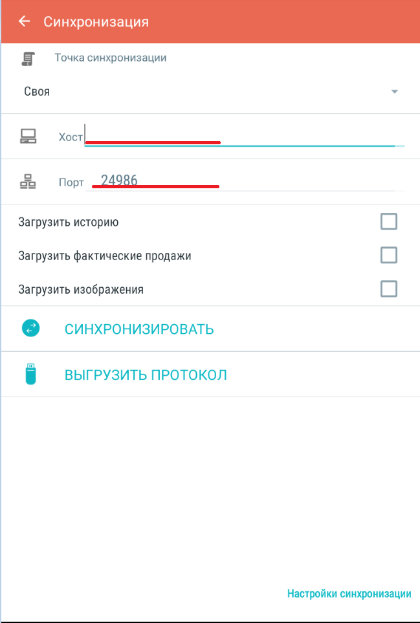 Синхронизация
Точка синхронизации
Своя
Хост
Порт 24986
Загрузить историю
Загрузить фактические продажи
Загрузить изображения
СИНХРОНИЗИРОВАТЬ
ВЫГРУЗИТЬ ПРОТОКОЛ
Настройки синхронизации